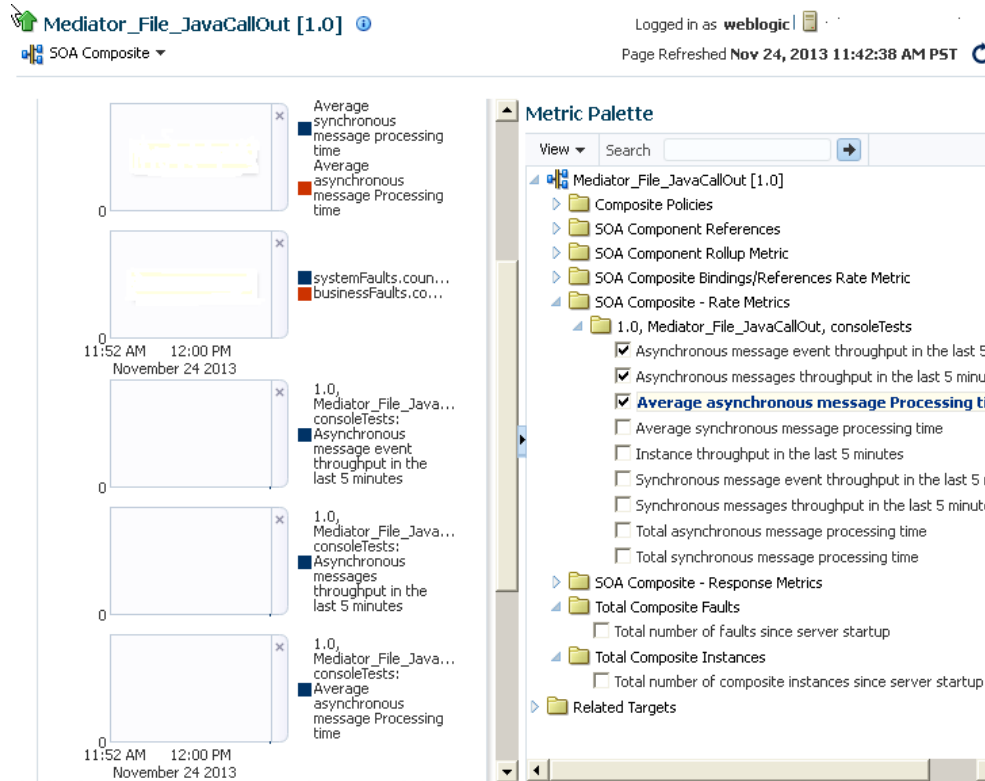 Mediator_File_JavaCallOut [1.0]
Logged in as weblogic
SOA Composite
Page Refreshed Nov 24, 2013 11:42:38 AM PST
Average
synchronous
message processing
time
Average
asynchronous
message Processing
time
0
systemFaults.coun...
businessFaults.co...
0
11:52 AM 12:00 PM
November 24 2013
1.0,
Mediator_File_Java...
consoleTests:
Asynchronous
message event
throughput in the
last 5 minutes
0
1.0,
Mediator_File_Java...
consoleTests:
Asynchronous
messages
throughput in the
last 5 minutes
0
1.0,
Mediator_File_Java...
consoleTests:
Average
asynchronous
message Processing
time
0
11:52 AM 12:00 PM
November 24 2013
Metric Palette
View Search
Mediator_File_JavaCallOut [1.0]
Composite Policies
SOA Component References
SOA Component Rollup Metric
SOA Composite Bindings/References Rate Metric
SOA Composite - Rate Metrics
1.0, Mediator_File_JavaCallOut, consoleTests
Asynchronous message event throughput in the last 5
Asynchronous messages throughput in the last 5 minu
Average asynchronous message Processing ti
Average synchronous message processing time
Instance throughput in the last 5 minutes
Synchronous message event throughput in the last 5
Synchronous messages throughput in the last 5 minut
Total asynchronous message processing time
Total synchronous message processing time
SOA Composite - Response Metrics
Total Composite Faults
Total number of faults since server startup
Total Composite Instances
Total number of composite instances since server startup
Related Targets